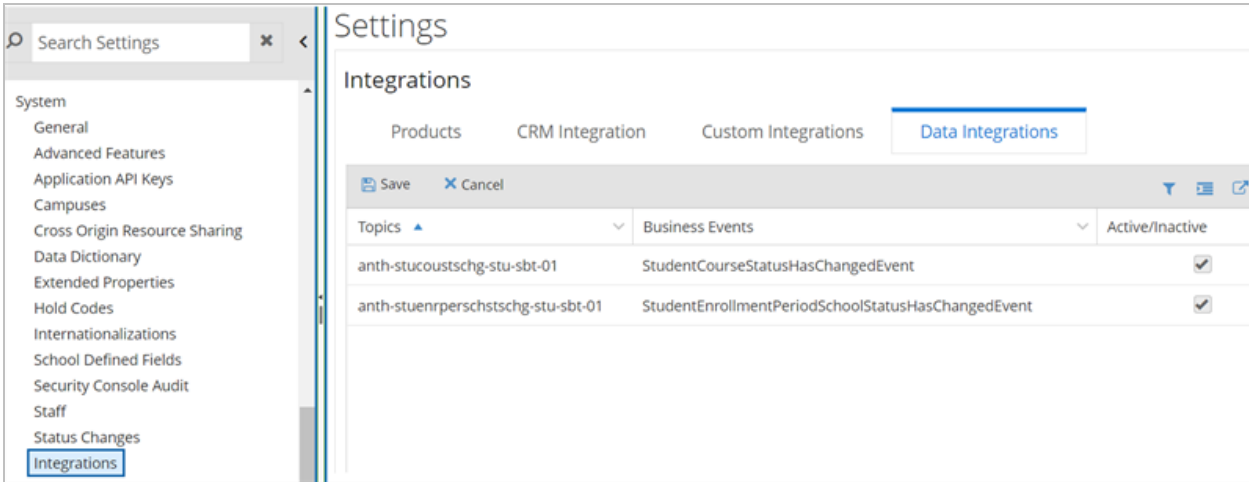 Search Settings
System
General
Advanced Features
Application API Keys
Campuses
Cross Origin Resource Sharing
Data Dictionary
Extended Properties
Hold Codes
Internationalizations
School Defined Fields
Security Console Audit
Staff
Status Changes
Integrations
Settings
Integrations
Products CRM Integration Custom Integrations Data Integrations
Save Cancel
Topics Business Events Active/Inactive
anth-stucoustschg-stu-sbt-01 StudentCourseStatusHasChangedEvent
anth-stuenrperschstschg-stu-sbt-01 StudentEnrollmentPeriodSchoolStatusHasChangedEvent